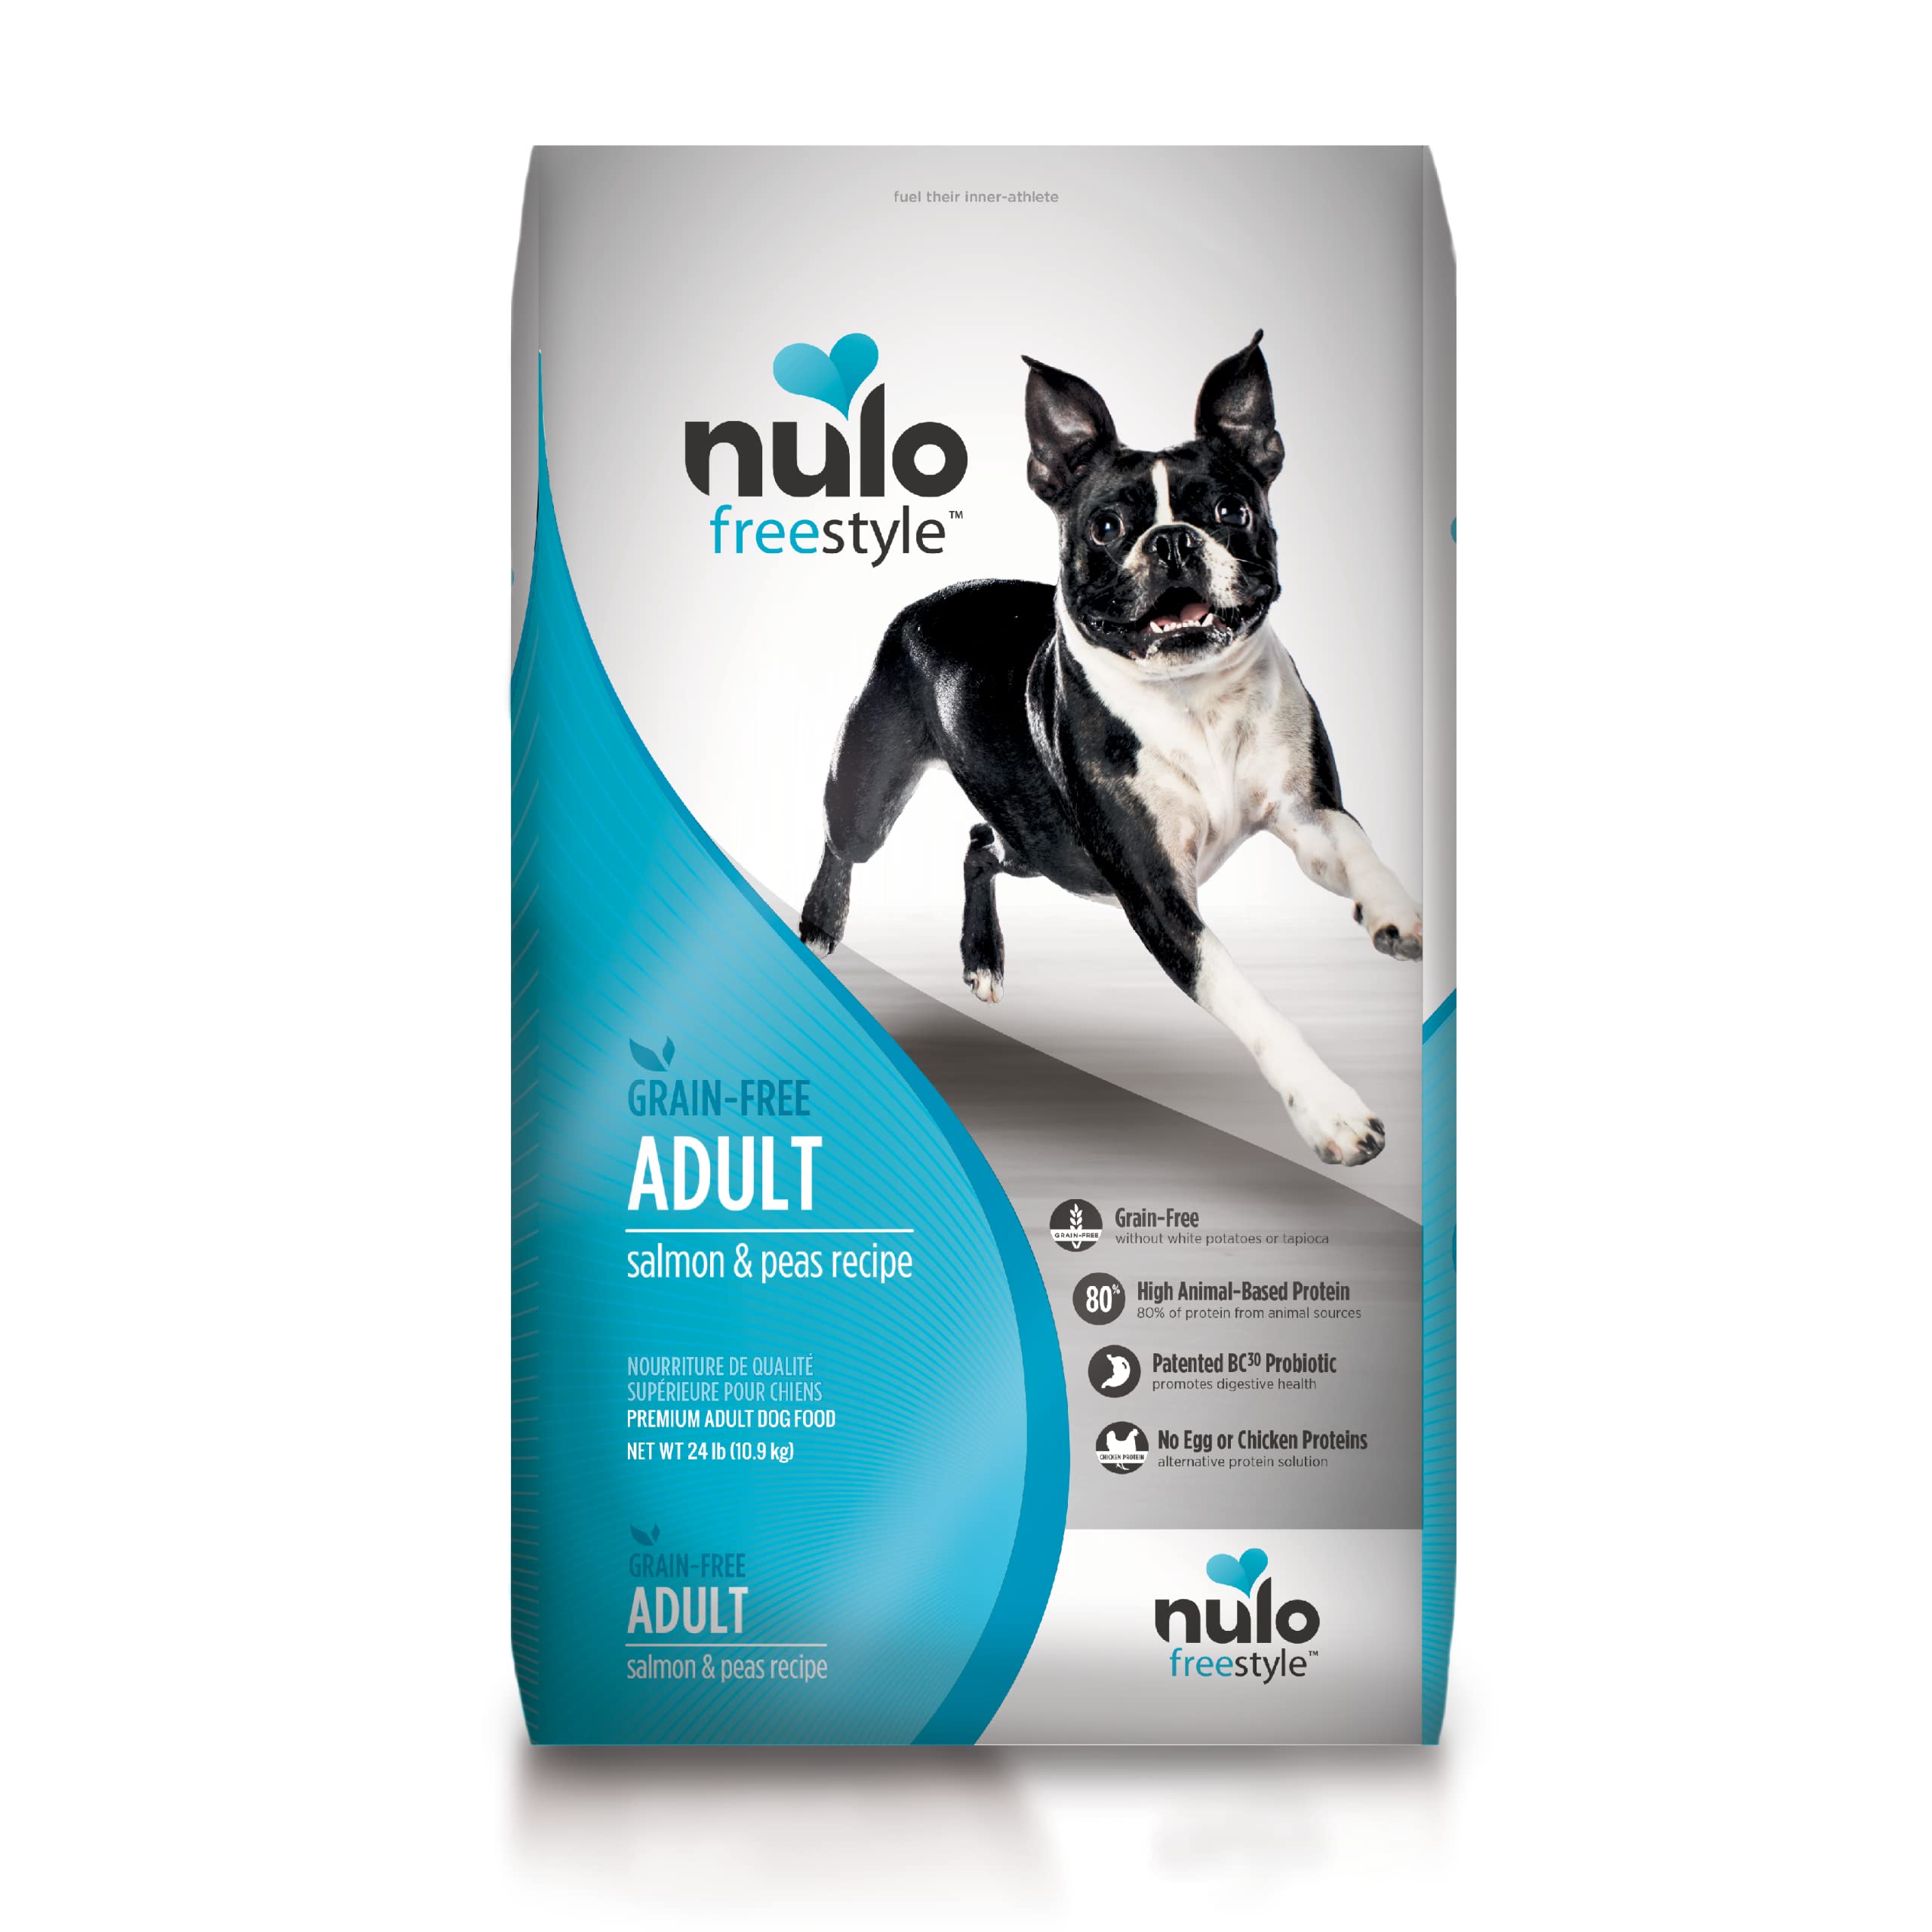 fuel their inner-athlete
nulo
freestyle™
GRAIN-FREE
ADULT
salmon & peas recipe
NOURRITURE DE QUALITÉ
SUPÉRIEURE POUR CHIENS
PREMIUM ADULT DOG FOOD
NET WT 24 lb (10.9 kg)
GRAIN-FREE
Grain-Free
without white potatoes or tapioca
80%
High Animal-Based Protein
80% of protein from animal sources
Patented BC30 Probiotic
promotes digestive health
CHICKEN PROTEIN
No Egg or Chicken Proteins
alternative protein solution
GRAIN-FREE
ADULT
salmon & peas recipe
nulo
freestyle™